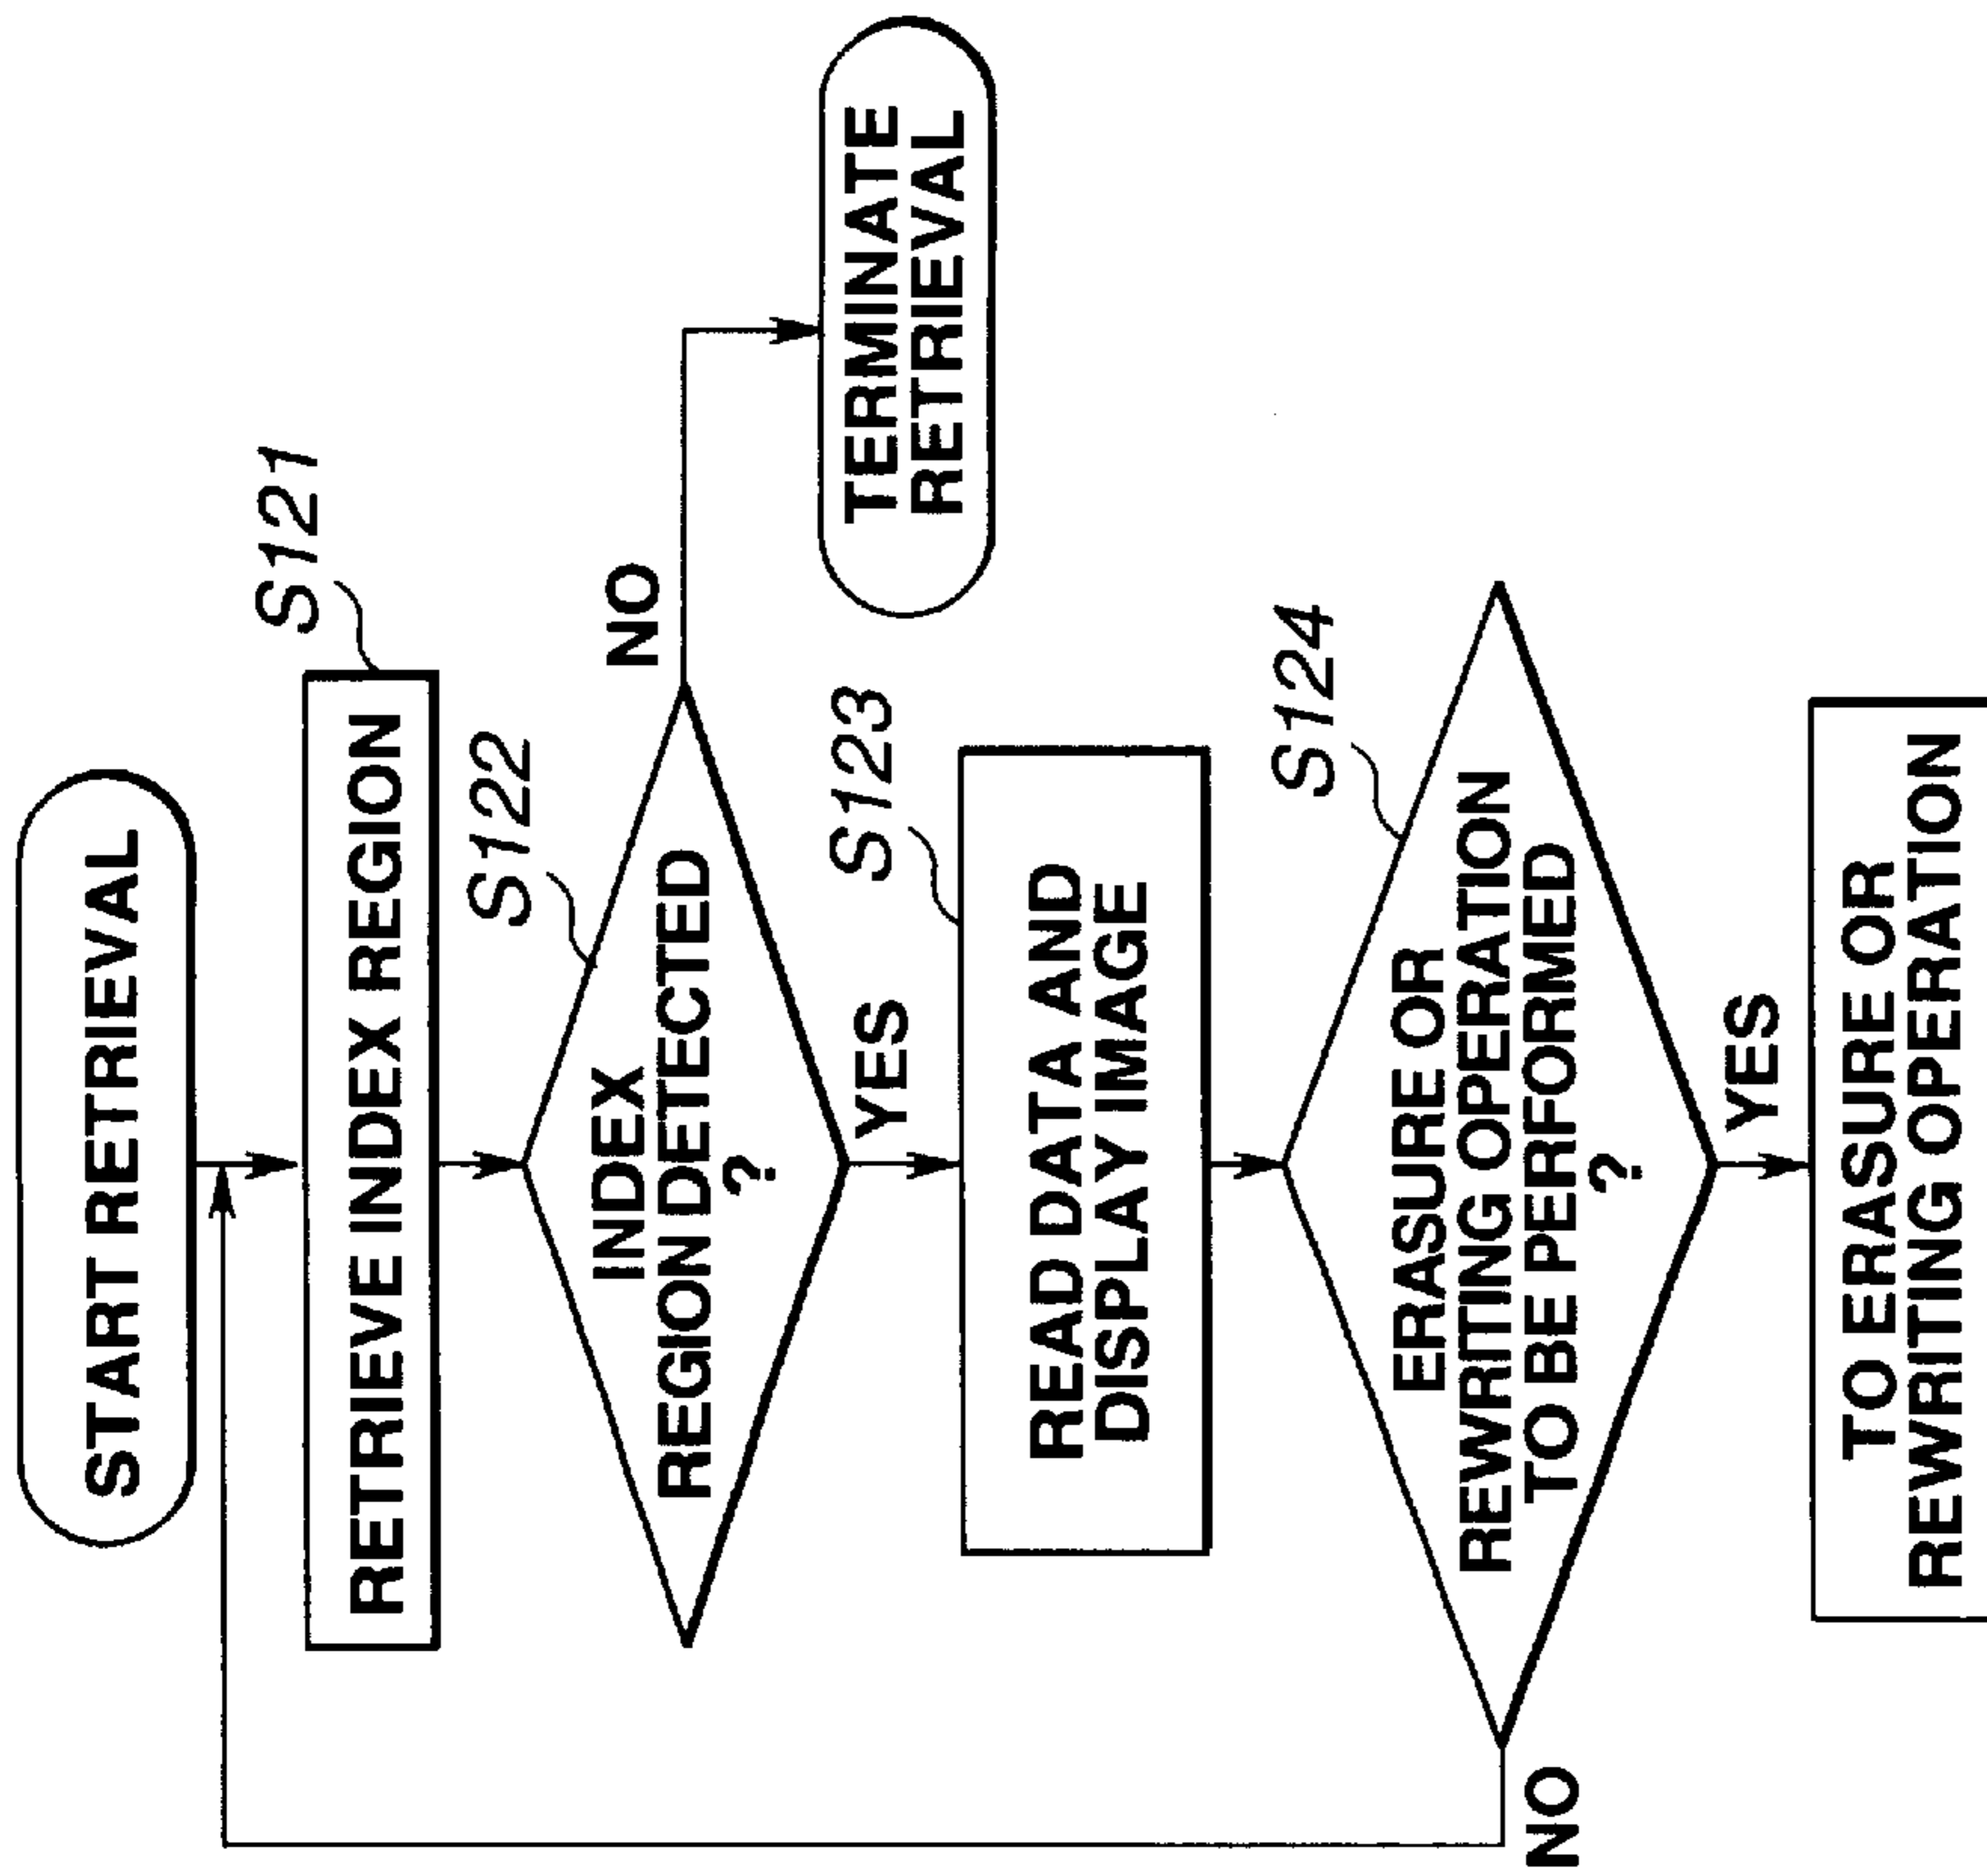 START RETRIEVAL
S121
RETRIEVE INDEX REGION
S122
INDEX
REGION DETECTED
?
NO
TERMINATE
RETRIEVAL
YES
S123
READ DATA AND
DISPLAY IMAGE
S124
ERASURE OR
REWRITING OPERATION
TO BE PERFORMED
?
NO
YES
TO ERASURE OR
REWRITING OPERATION